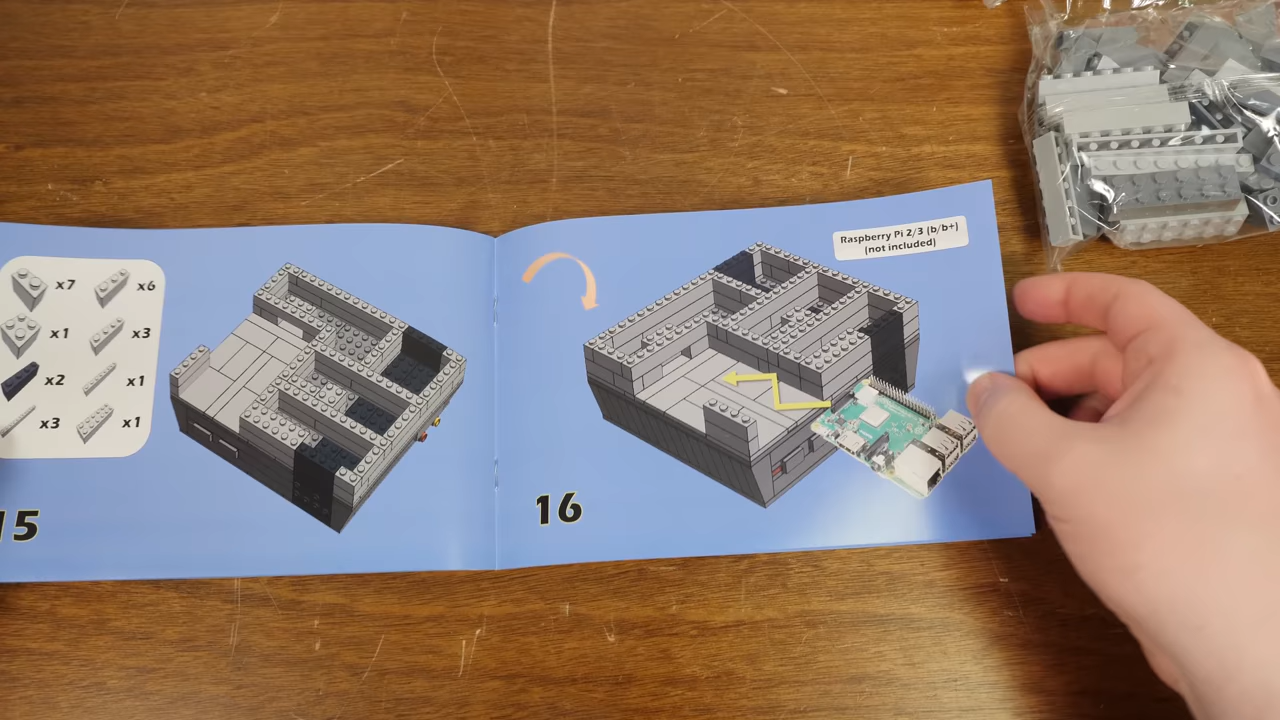 x7
x6
x1
x3
x2
x1
x3
x1
15
Raspberry Pi 2/3 (b/b+)
(not included)
16